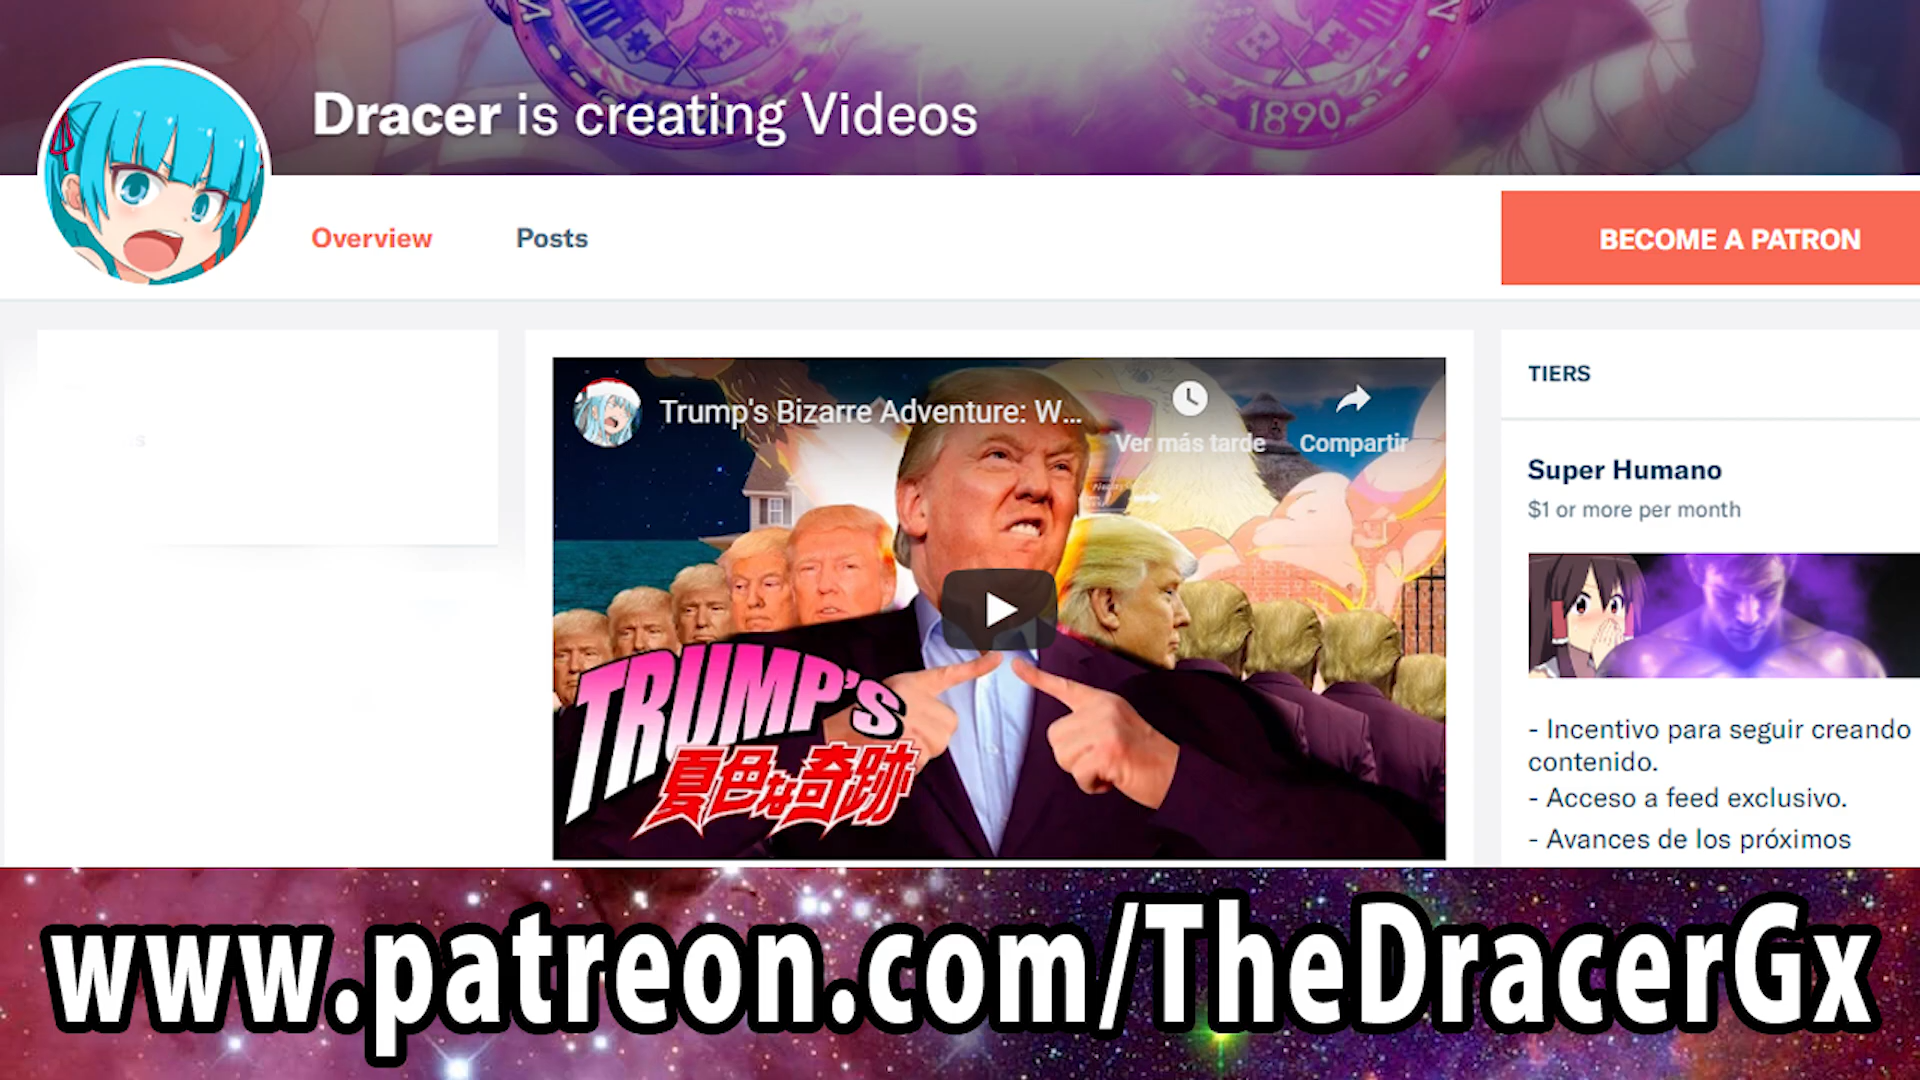 1890
Dracer is creating Videos
Overview
Posts
BECOME A PATRON
Trump's Bizarre Adventure: W...
Ver más tarde
Compartir
TRUMP's
夏色な奇跡
TIERS
Super Humano
$1 or more per month
- Incentivo para seguir creando
contenido.
- Acceso a feed exclusivo.
- Avances de los próximos
www.patreon.com/TheDracerGx